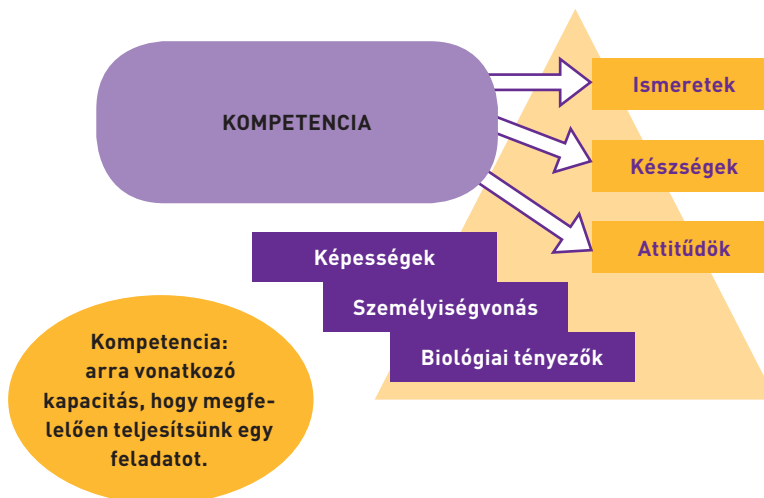 KOMPETENCIA
Ismeretek
Készségek
Attitűdök
Képességek
Személyiségvonás
Biológiai tényezők
Kompetencia:
arra vonatkozó
kapacitás, hogy megfe-
lelően teljesítsünk egy
feladatot.